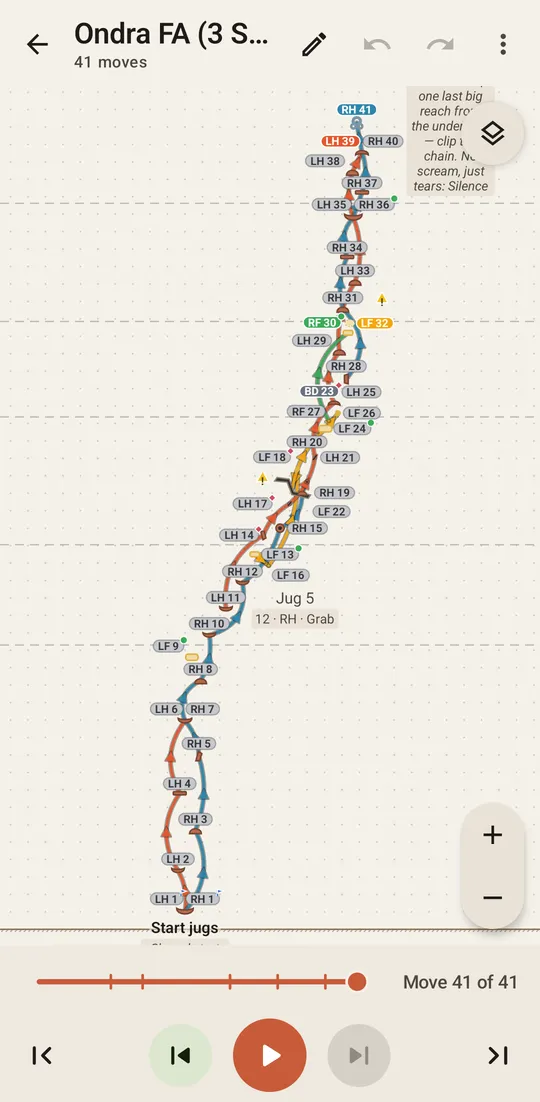 Ondra FA (3 S...
41 moves
one last big
the
— clip
chain.
scream, just
tears: Silence
RH 41
LH 39
RH 40
LH 38
RH 37
LH 35
RH 36
RH 34
LH 33
RH 31
RF 30
LF 32
LH 29
RH 28
BD 23
LH 25
RF 27
LF 26
LF 24
RH 20
LF 18
LH 21
RH 19
LH 17
LF 22
RH 15
LH 14
LF 13
RH 12
LF 16
LH 11
Jug 5
12 · RH · Grab
RH 10
LF 9
RH 8
LH 6
RH 7
RH 5
LH 4
RH 3
LH 2
LH 1
RH 1
Start jugs
Move 41 of 41